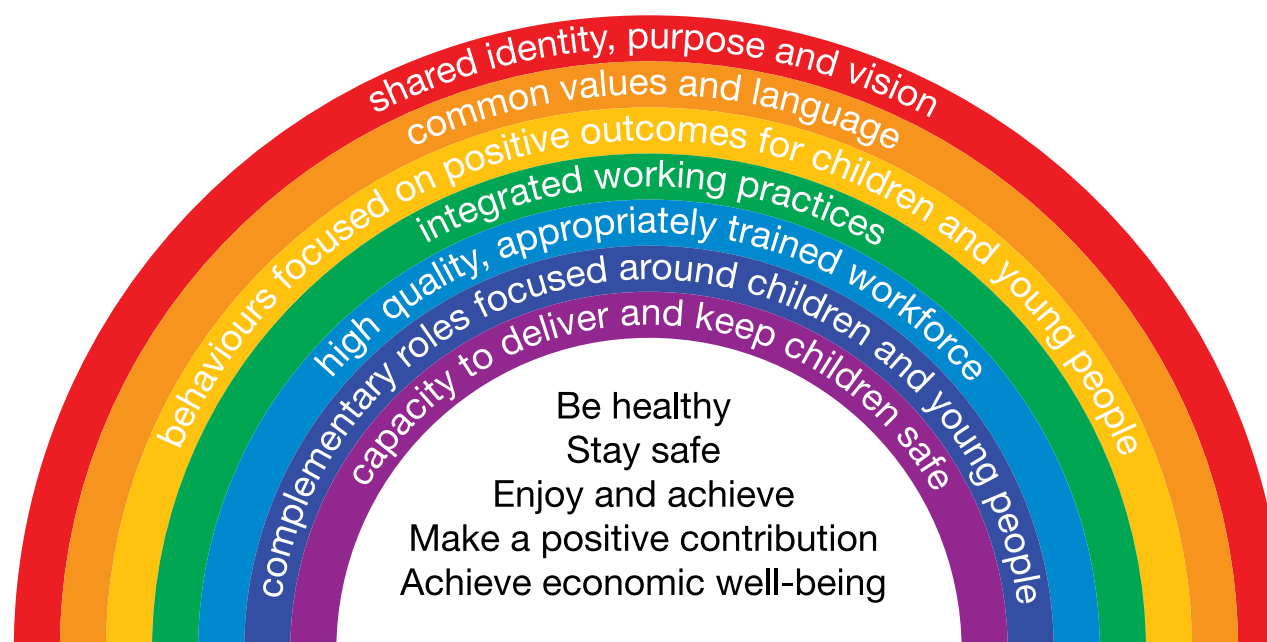 shared identity, purpose and vision
common values and language
behaviours focused on positive outcomes for children and young people
integrated working practices
high quality, appropriately trained workforce
complementary roles focused around children and young people
capacity to deliver and keep children safe
Be healthy
Stay safe
Enjoy and achieve
Make a positive contribution
Achieve economic well-being